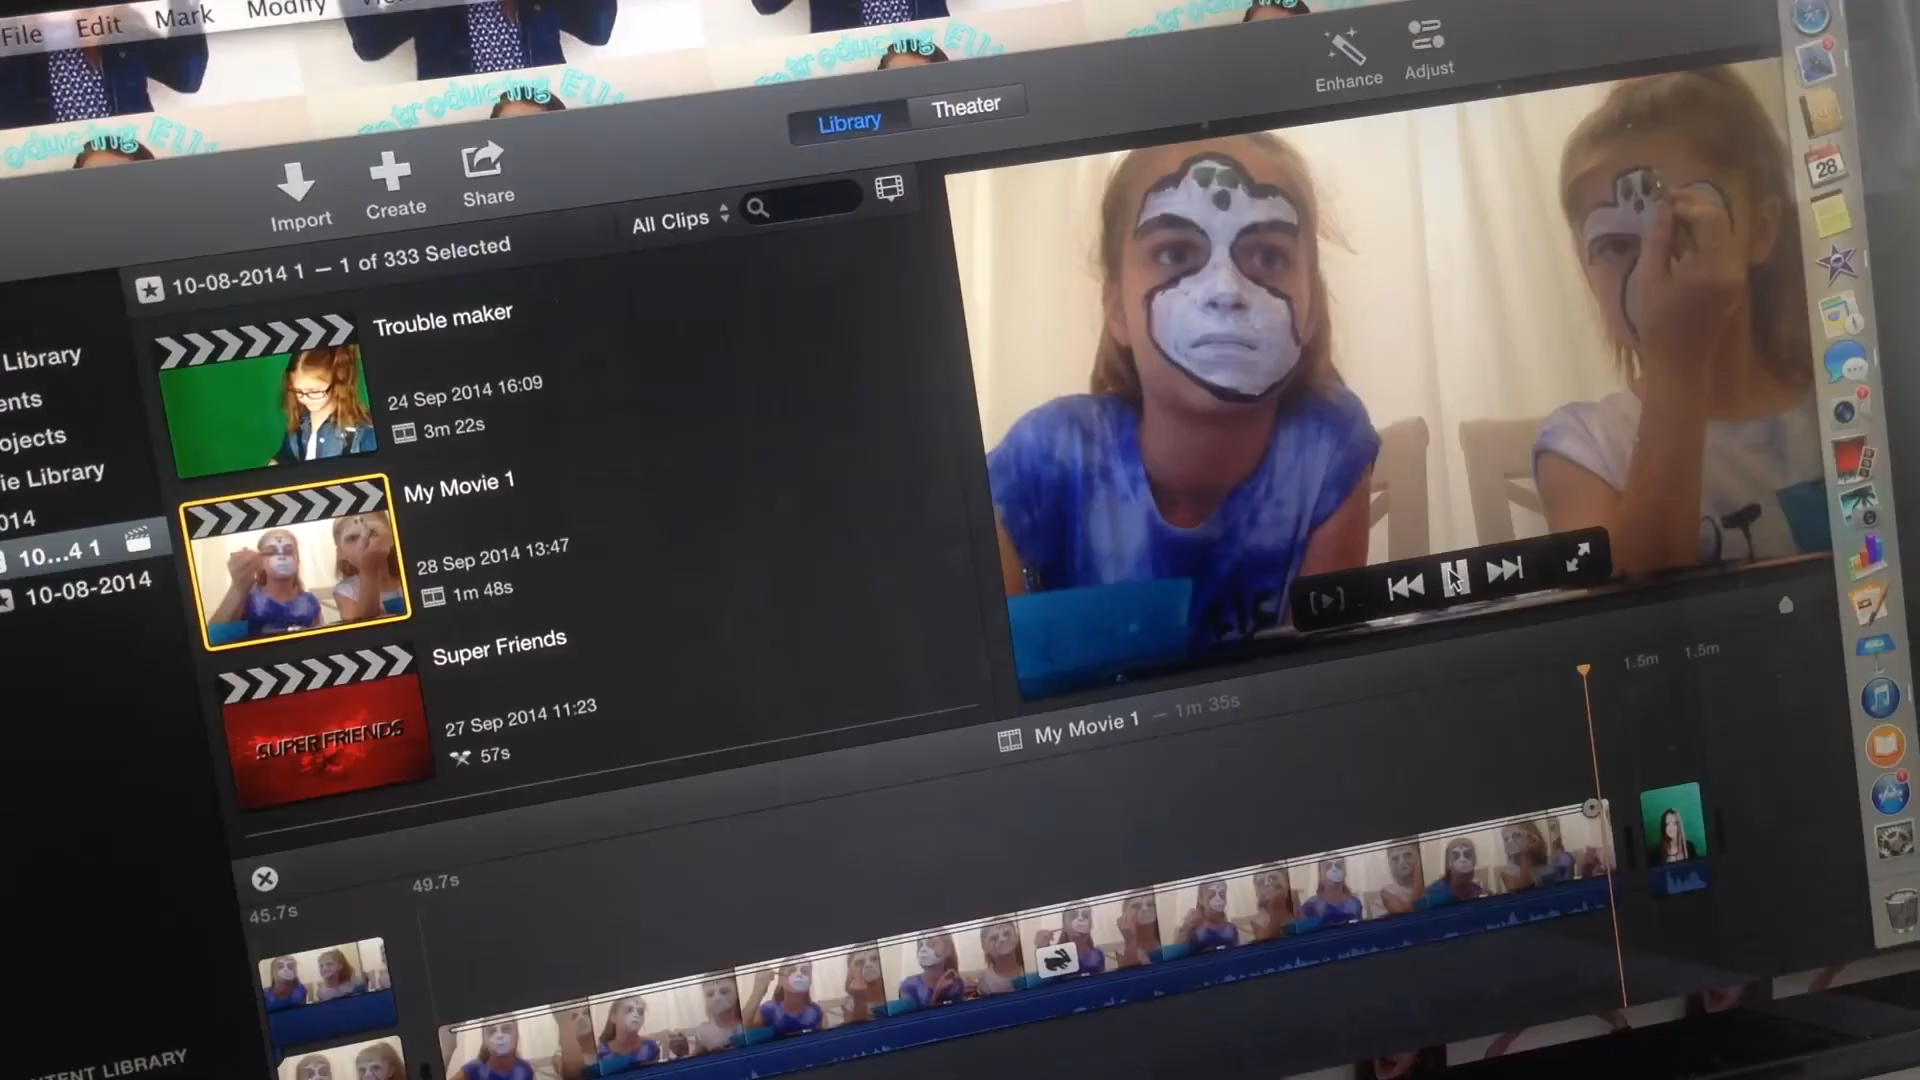 File Edit Mark Modify
Enhance Adjust
Library Theater
Import Create Share
All Clips
10-08-2014 1 — 1 of 333 Selected
Trouble maker
24 Sep 2014 16:09
3m 22s
My Movie 1
28 Sep 2014 13:47
1m 48s
Super Friends
27 Sep 2014 11:23
57s
SUPER FRIENDS
Library
ents
ojects
ie Library
014
10...4 1
10-08-2014
TENT LIBRARY
28
My Movie 1 — 1m 35s
1.5m 1.5m
49.7s
45.7s